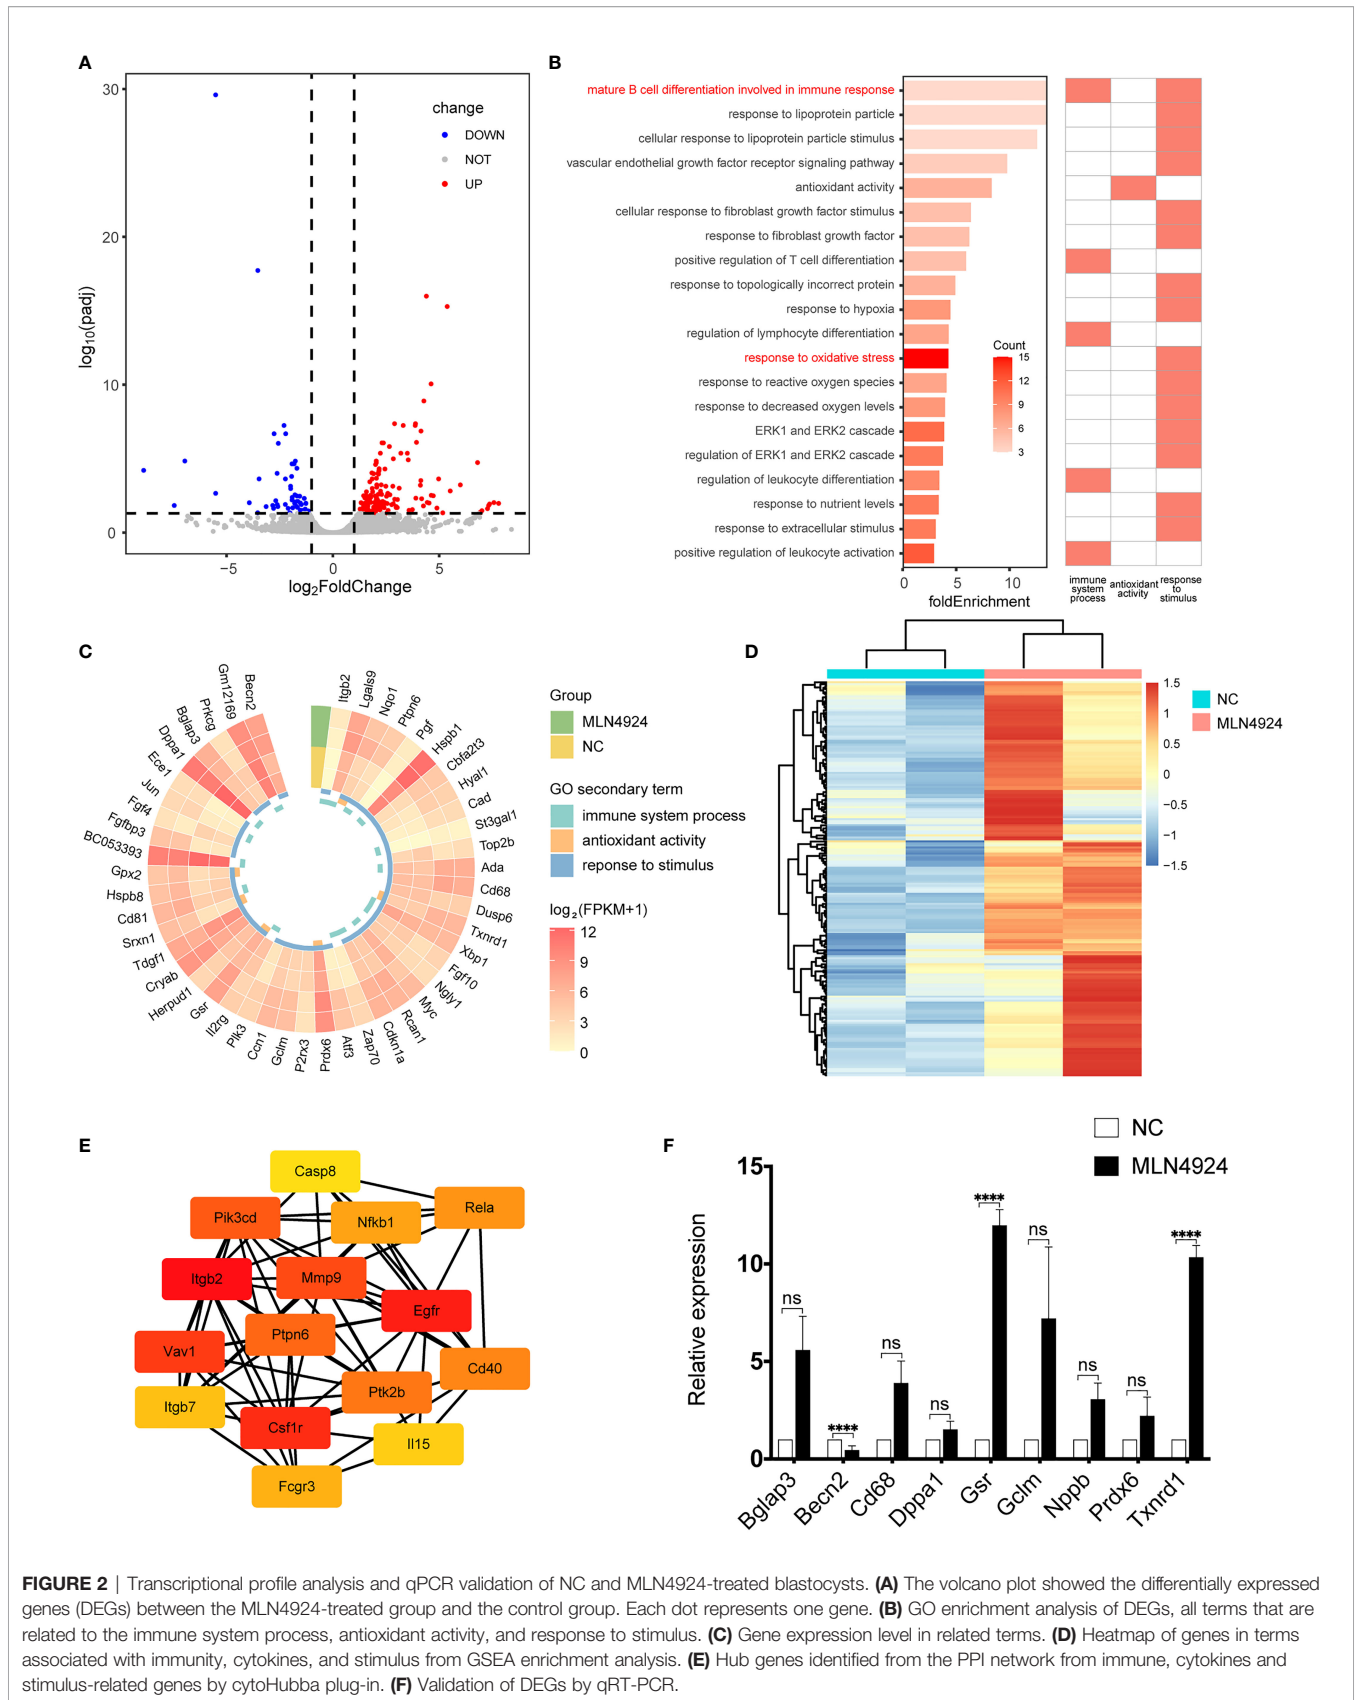 A
30
20
10
0
−5
0
5
log10(padj)
log2FoldChange
change
DOWN
NOT
UP
B
mature B cell differentiation involved in immune response
response to lipoprotein particle
cellular response to lipoprotein particle stimulus
vascular endothelial growth factor receptor signaling pathway
antioxidant activity
cellular response to fibroblast growth factor stimulus
response to fibroblast growth factor
positive regulation of T cell differentiation
response to topologically incorrect protein
response to hypoxia
regulation of lymphocyte differentiation
response to oxidative stress
response to reactive oxygen species
response to decreased oxygen levels
ERK1 and ERK2 cascade
regulation of ERK1 and ERK2 cascade
regulation of leukocyte differentiation
response to nutrient levels
response to extracellular stimulus
positive regulation of leukocyte activation
Count
15
12
9
6
3
0
5
10
foldEnrichment
immune
system
process
antioxidant
activity
response
to
stimulus
C
Itgb2
Lgals9
Nqo1
Ptpn6
Pgf
Hspb1
Cbfa2t3
Hyal1
Cad
St3gal1
Top2b
Ada
Cd68
Dusp6
Txnrd1
Xbp1
Fgf10
Ngly1
Myc
Rcan1
Cdkn1a
Zap70
Atf3
Prdx6
P2rx3
Gclm
Ccn1
Plk3
Il2rg
Gsr
Herpud1
Cryab
Tdgf1
Srxn1
Cd81
Hspb8
Gpx2
BC053393
Fgfbp3
Fgf4
Jun
Ece1
Dppa1
Bglap3
Prkcg
Gm12169
Becn2
Group
MLN4924
NC
GO secondary term
immune system process
antioxidant activity
reponse to stimulus
log2(FPKM+1)
12
9
6
3
0
D
1.5
1
0.5
0
−0.5
−1
−1.5
NC
MLN4924
E
Casp8
Pik3cd
Nfkb1
Rela
Itgb2
Mmp9
Egfr
Ptpn6
Vav1
Cd40
Ptk2b
Itgb7
Csf1r
Il15
Fcgr3
F
NC
MLN4924
Relative expression
15
10
5
0
ns
****
ns
ns
****
ns
ns
ns
****
Bglap3
Becn2
Cd68
Dppa1
Gsr
Gclm
Nppb
Prdx6
Txnrd1
FIGURE 2 | Transcriptional profile analysis and qPCR validation of NC and MLN4924-treated blastocysts. (A) The volcano plot showed the differentially expressed
genes (DEGs) between the MLN4924-treated group and the control group. Each dot represents one gene. (B) GO enrichment analysis of DEGs, all terms that are
related to the immune system process, antioxidant activity, and response to stimulus. (C) Gene expression level in related terms. (D) Heatmap of genes in terms
associated with immunity, cytokines, and stimulus from GSEA enrichment analysis. (E) Hub genes identified from the PPI network from immune, cytokines and
stimulus-related genes by cytoHubba plug-in. (F) Validation of DEGs by qRT-PCR.